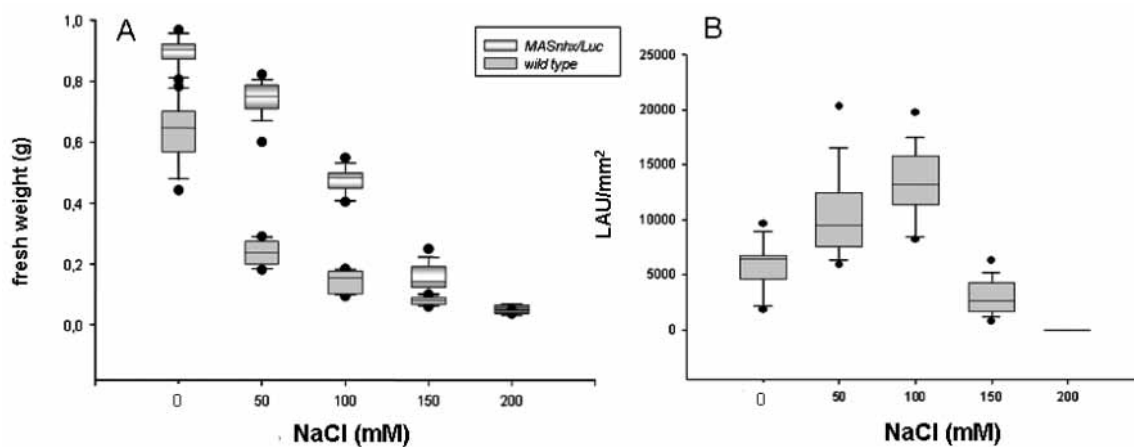 A
MASnhx/Luc
wild type
1,0
0,8
0,6
0,4
0,2
0,0
fresh weight (g)
0
50
100
150
200
NaCl (mM)
B
25000
20000
15000
10000
5000
0
LAU/mm²
0
50
100
150
200
NaCl (mM)